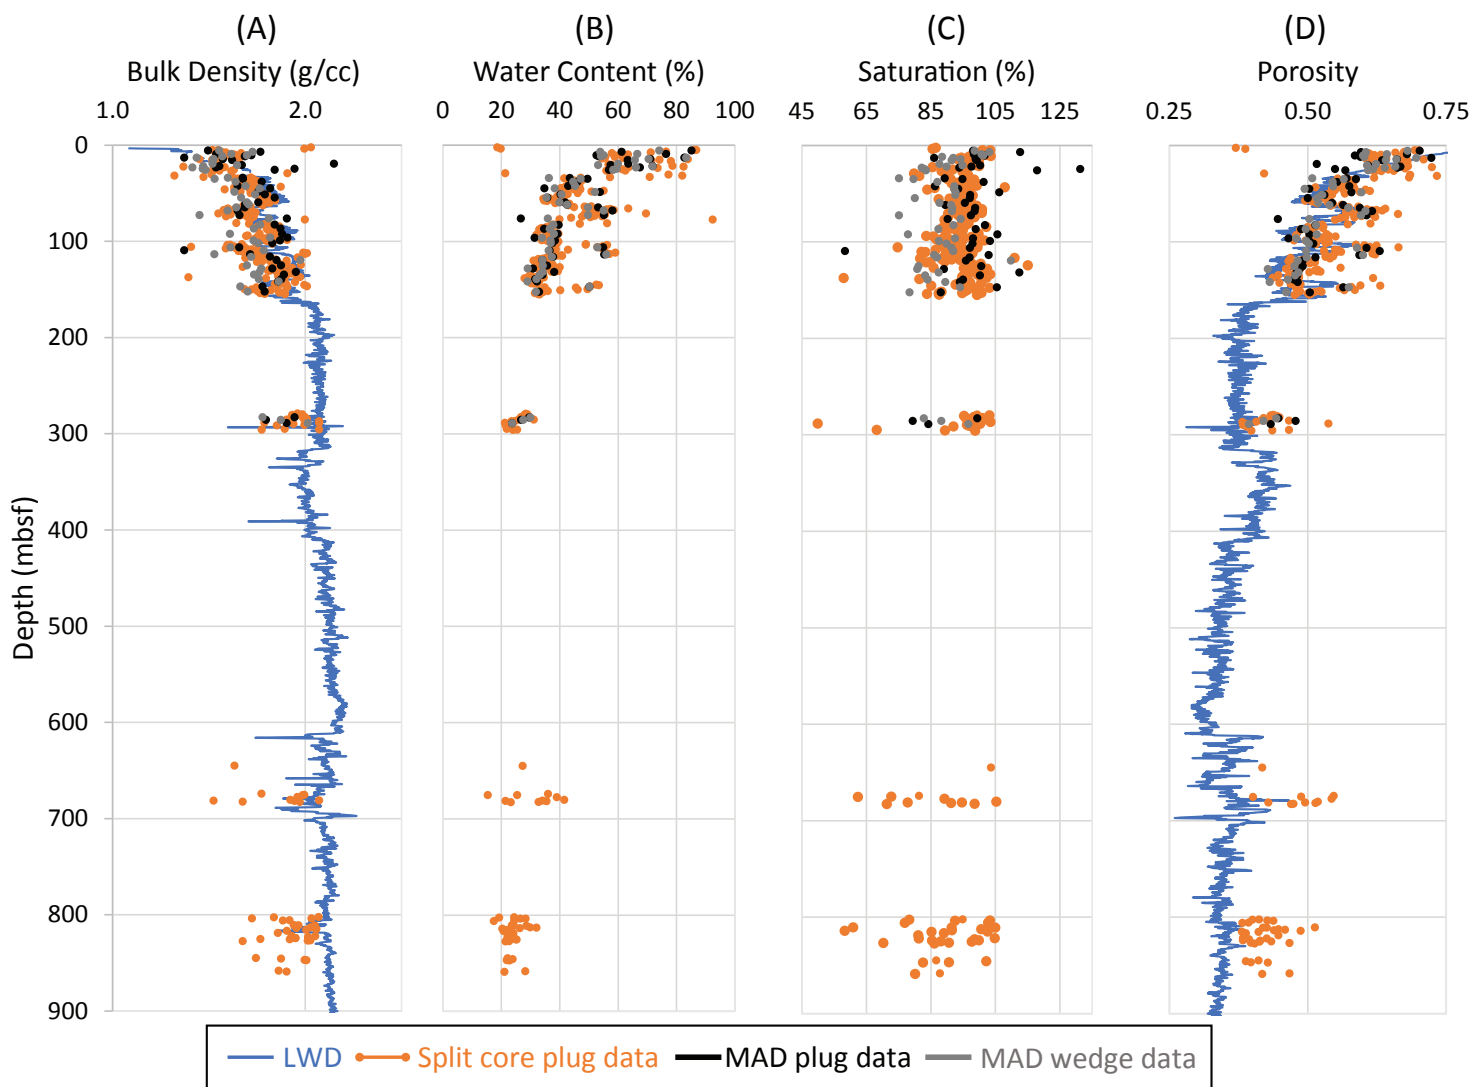 (A) (B) (C) (D)
Bulk Density (g/cc) Water Content (%) Saturation (%) Porosity
1.0 2.0 0 20 40 60 80 100 45 65 85 105 125 0.25 0.50 0.75
0
100
200
300
400
500
600
700
800
900
Depth (mbsf)
LWD Split core plug data MAD plug data MAD wedge data